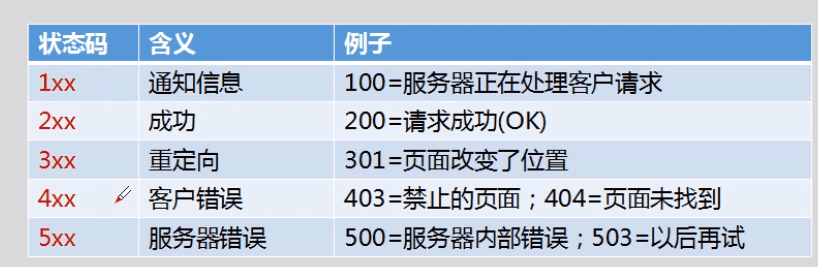 状态码 含义 例子
1xx 通知信息 100=服务器正在处理客户请求
2xx 成功 200=请求成功(OK)
3xx 重定向 301=页面改变了位置
4xx 客户错误 403=禁止的页面；404=页面未找到
5xx 服务器错误 500=服务器内部错误；503=以后再试